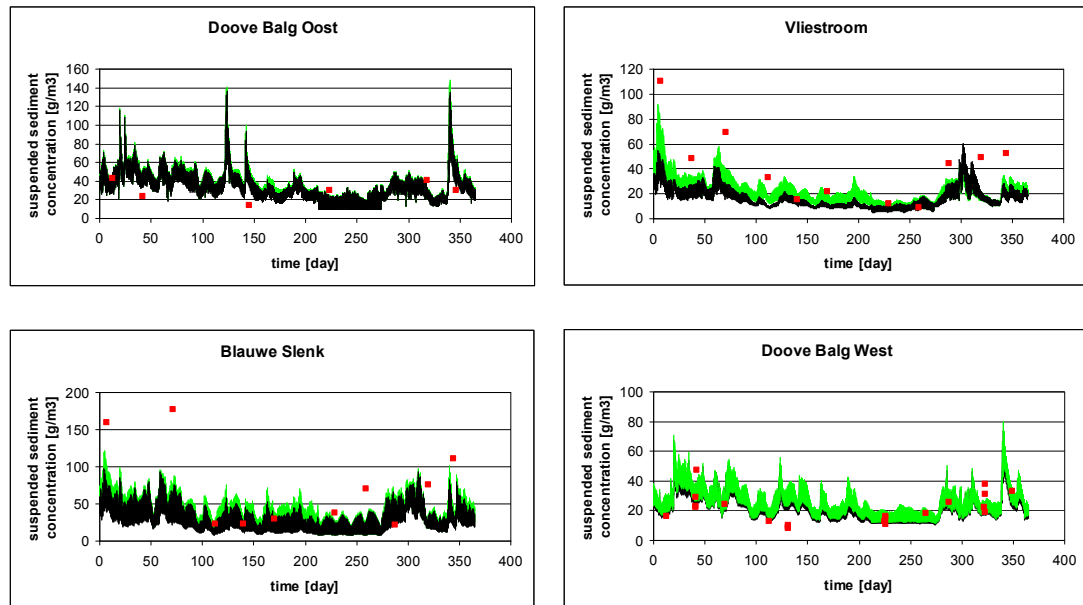 Doove Balg Oost
suspended sediment
concentration [g/m3]
160
140
120
100
80
60
40
20
0
0 50 100 150 200 250 300 350 400
time [day]
Vliestroom
suspended sediment
concentration [g/m3]
120
100
80
60
40
20
0
0 50 100 150 200 250 300 350 400
time [day]
Blauwe Slenk
suspended sediment
concentration [g/m3]
200
150
100
50
0
0 50 100 150 200 250 300 350 400
time [day]
Doove Balg West
suspended sediment
concentration [g/m3]
100
80
60
40
20
0
0 50 100 150 200 250 300 350 400
time [day]